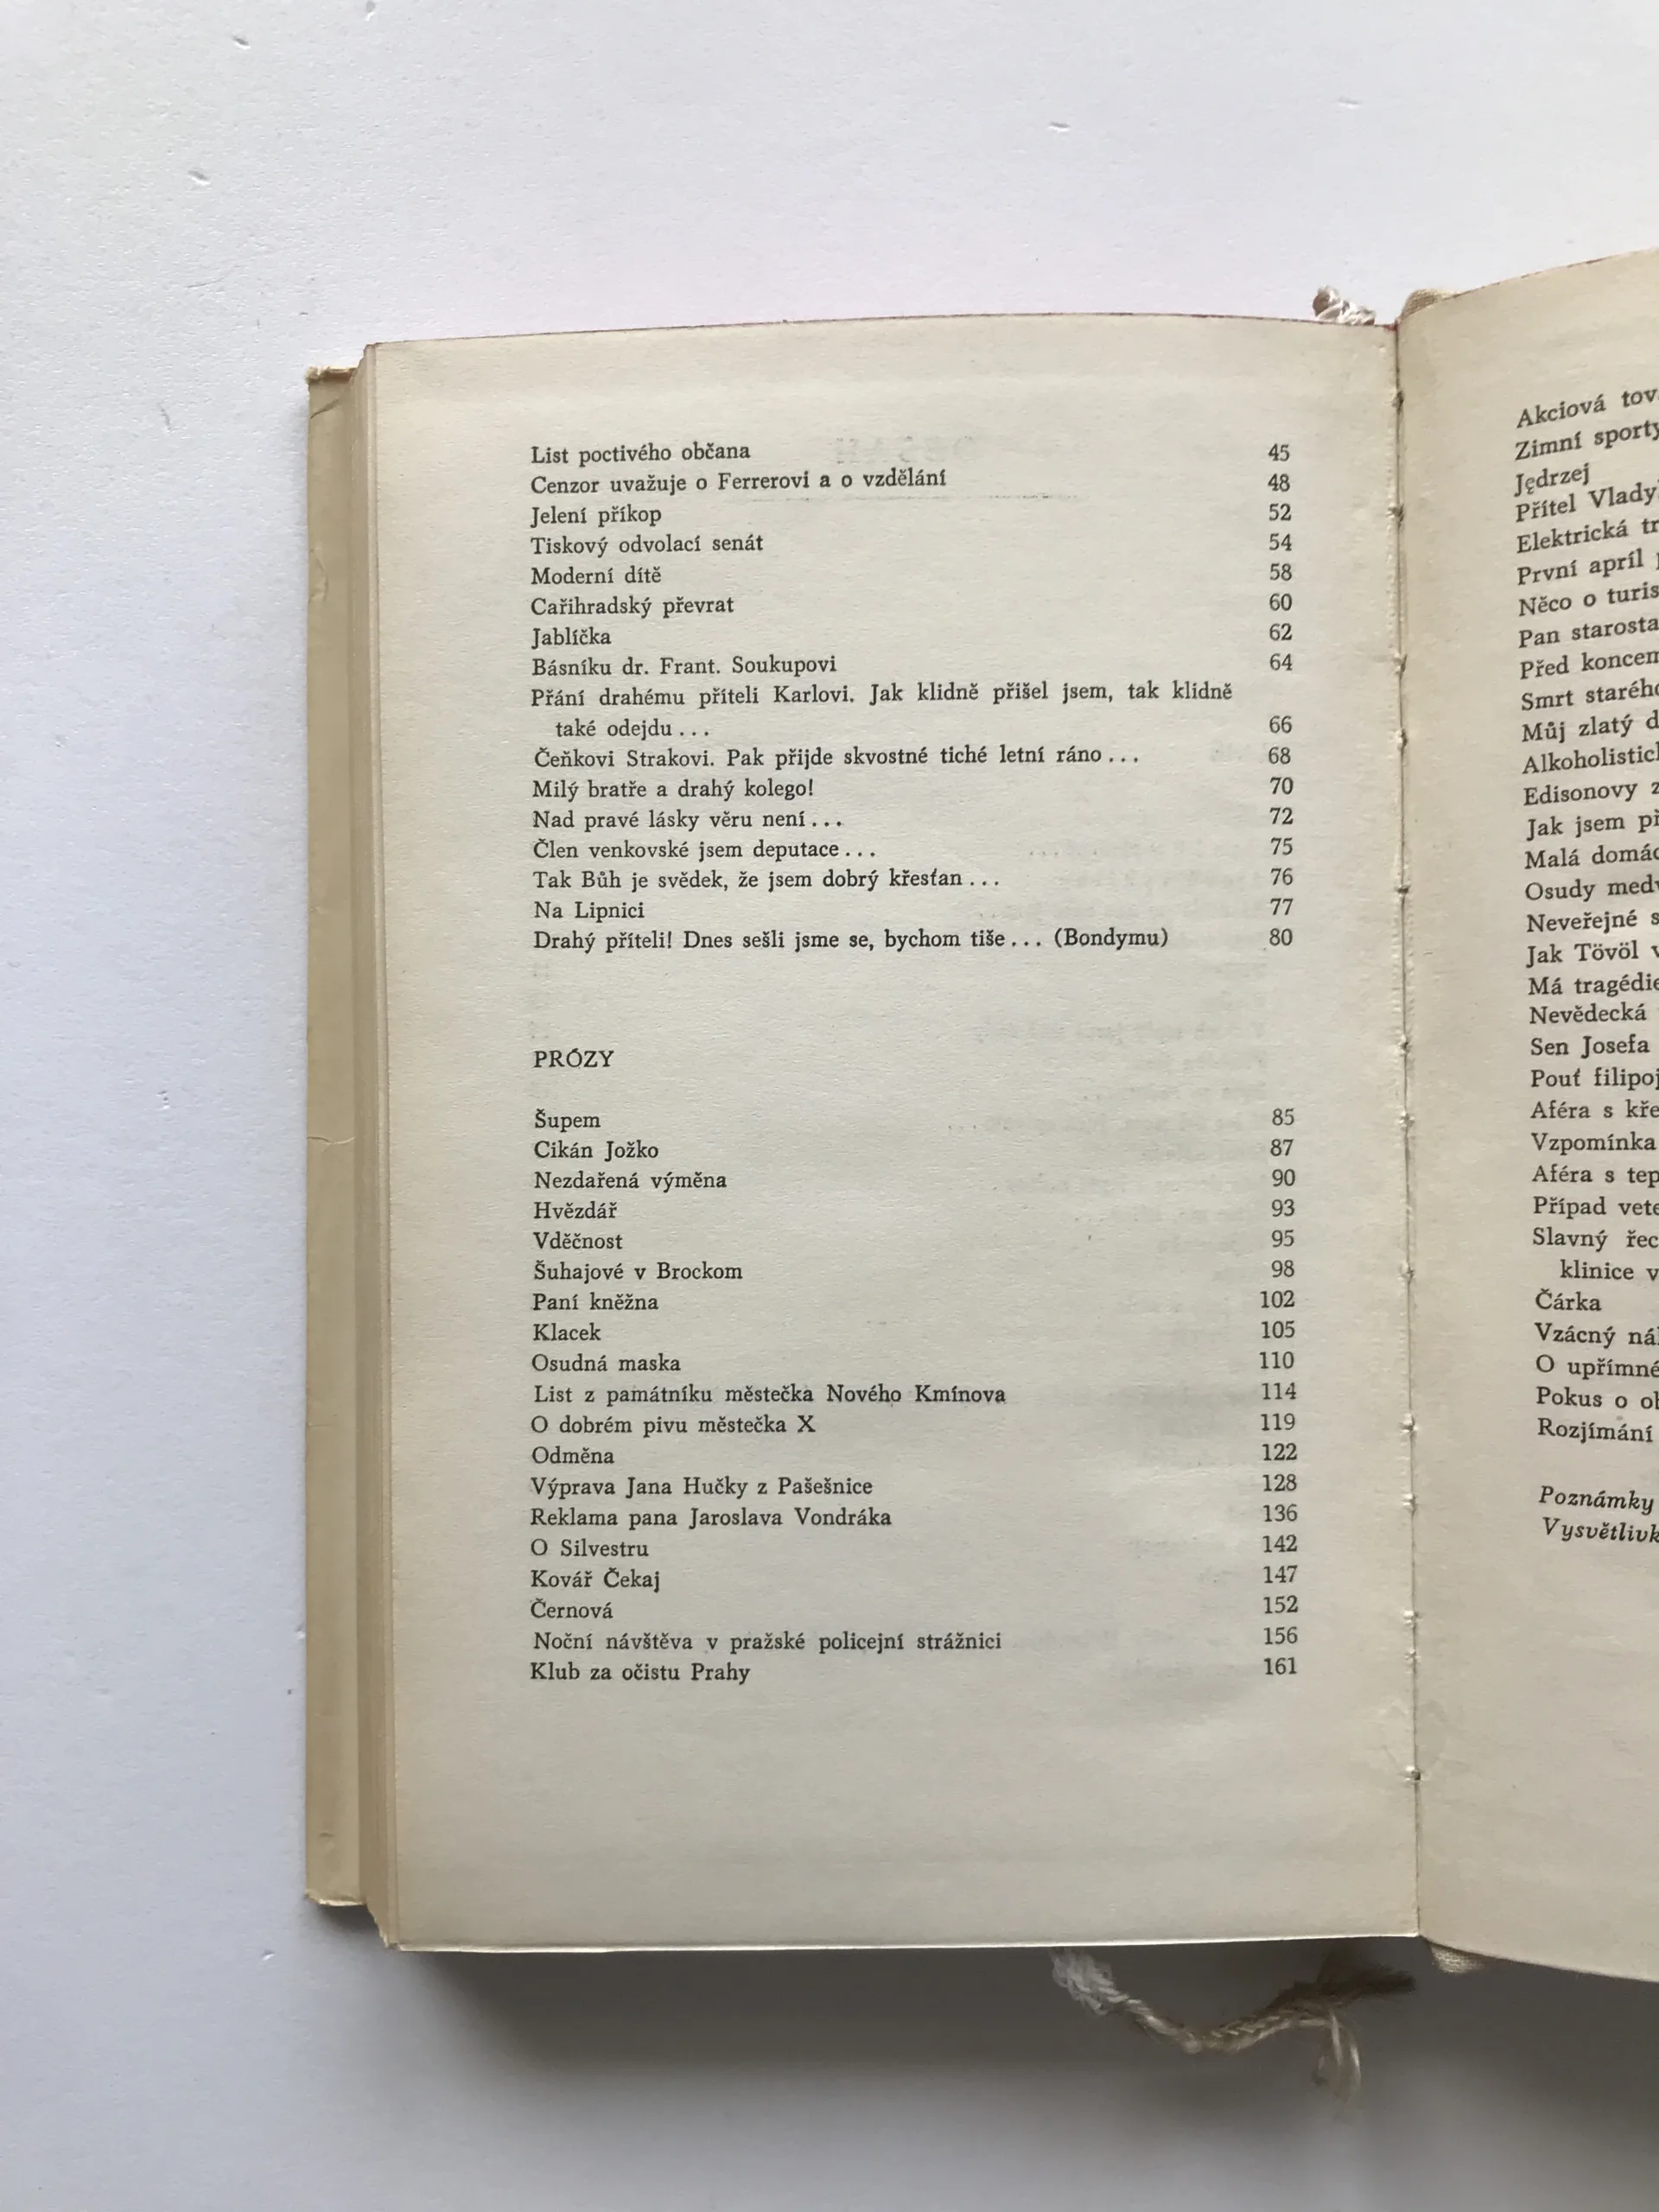 List poctivého občana 45
Cenzor uvažuje o Ferrerovi a o vzdělání 48
Jelení příkop 52
Tiskový odvolací senát 54
Moderní dítě 58
Cařihradský převrat 60
Jablíčka 62
Básníku dr. Frant. Soukupovi 64
Přání drahému příteli Karlovi. Jak klidně přišel jsem, tak klidně
také odejdu... 66
Čeňkovi Strakovi. Pak přijde skvostné tiché letní ráno... 68
Milý bratře a drahý kolego! 70
Nad pravé lásky věru není... 72
Člen venkovské jsem deputace... 75
Tak Bůh je svědek, že jsem dobrý křesťan... 76
Na Lipnici 77
Drahý příteli! Dnes sešli jsme se, bychom tiše... (Bondymu) 80
PRÓZY
Šupem 85
Cikán Jožko 87
Nezdařená výměna 90
Hvězdář 93
Vděčnost 95
Šuhajové v Brockom 98
Paní kněžna 102
Klacek 105
Osudná maska 110
List z památníku městečka Nového Kmínova 114
O dobrém pivu městečka X 119
Odměna 122
Výprava Jana Hučky z Pašešnice 128
Reklama pana Jaroslava Vondráka 136
O Silvestru 142
Kovář Čekaj 147
Černová 152
Noční návštěva v pražské policejní strážnici 156
Klub za očistu Prahy 161
Akciová
Zimní
Jędrzej
Přítel
Elektrická
První apríl
Něco o
Pan starosta
Před
Smrt
Můj zlatý
Edisonovy
Jak jsem
Malá
Osudy
Neveřejné
Jak Tövöl
Má
Nevědecká
Sen Josefa
Pouť
Aféra s
Vzpomínka
Aféra s
Případ
Slavný
klinice v
Čárka
Vzácný
O
Pokus o
Rozjímání
Poznámky